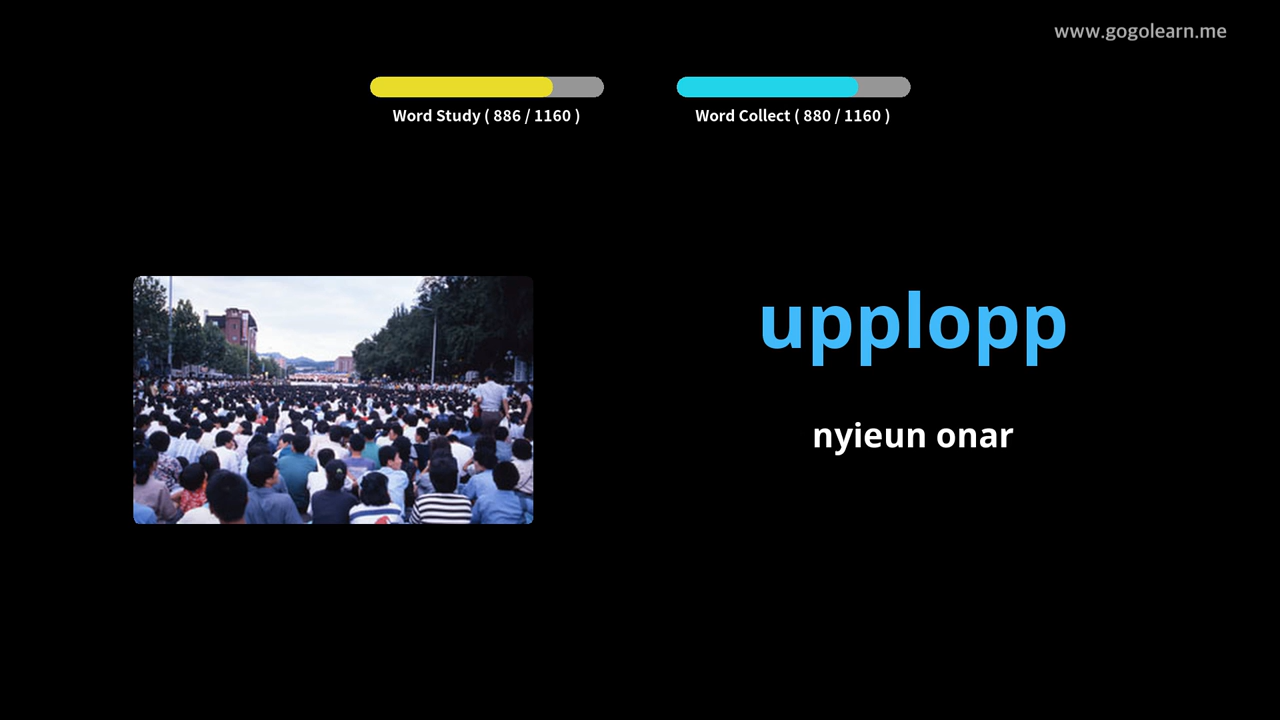 www.gogolearn.me
Word Study ( 886 / 1160 )
Word Collect ( 880 / 1160 )
upplopp
nyieun onar